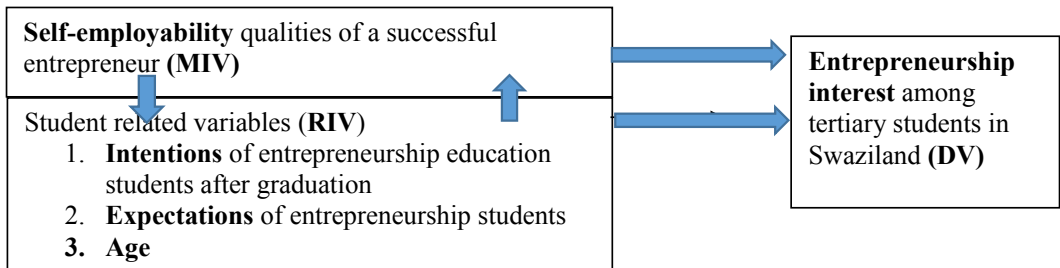 Self-employability qualities of a successful
entrepreneur (MIV)
Student related variables (RIV)
1. Intentions of entrepreneurship education
students after graduation
2. Expectations of entrepreneurship students
3. Age
Entrepreneurship
interest among
tertiary students in
Swaziland (DV)